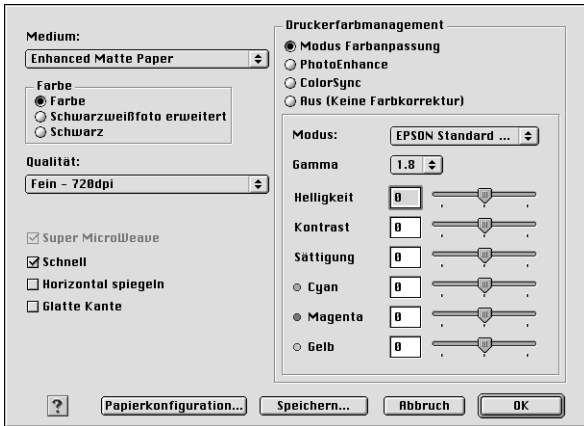 Medium:
Enhanced Matte Paper
Farbe
Farbe
Schwarzweißfoto erweitert
Schwarz
Qualität:
Fein - 720dpi
Super MicroWeave
Schnell
Horizontal spiegeln
Glatte Kante
Druckerfarbmanagement
Modus Farbanpassung
PhotoEnhance
ColorSync
Aus (Keine Farbkorrektur)
Modus: EPSON Standard ...
Gamma 1.8
Helligkeit 0
Kontrast 0
Sättigung 0
Cyan 0
Magenta 0
Gelb 0
? Papierkonfiguration... Speichern... Abbruch OK